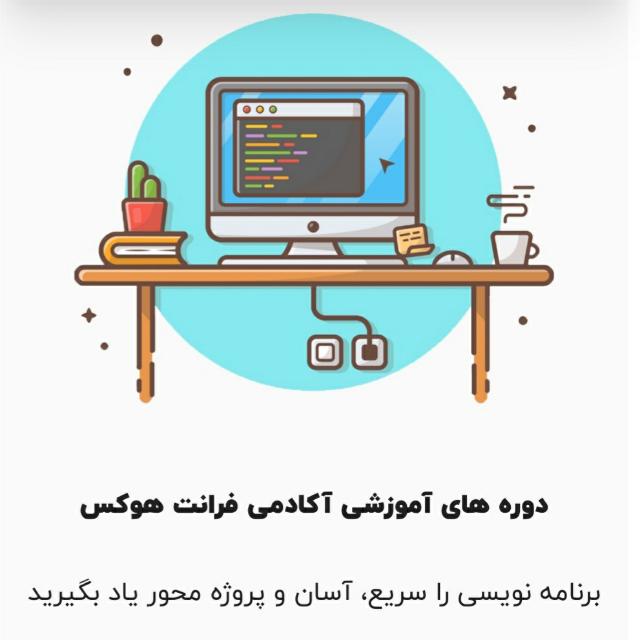 دوره های آموزشی آکادمی فرانت هوکس
برنامه نویسی را سریع، آسان و پروژه محور یاد بگیرید